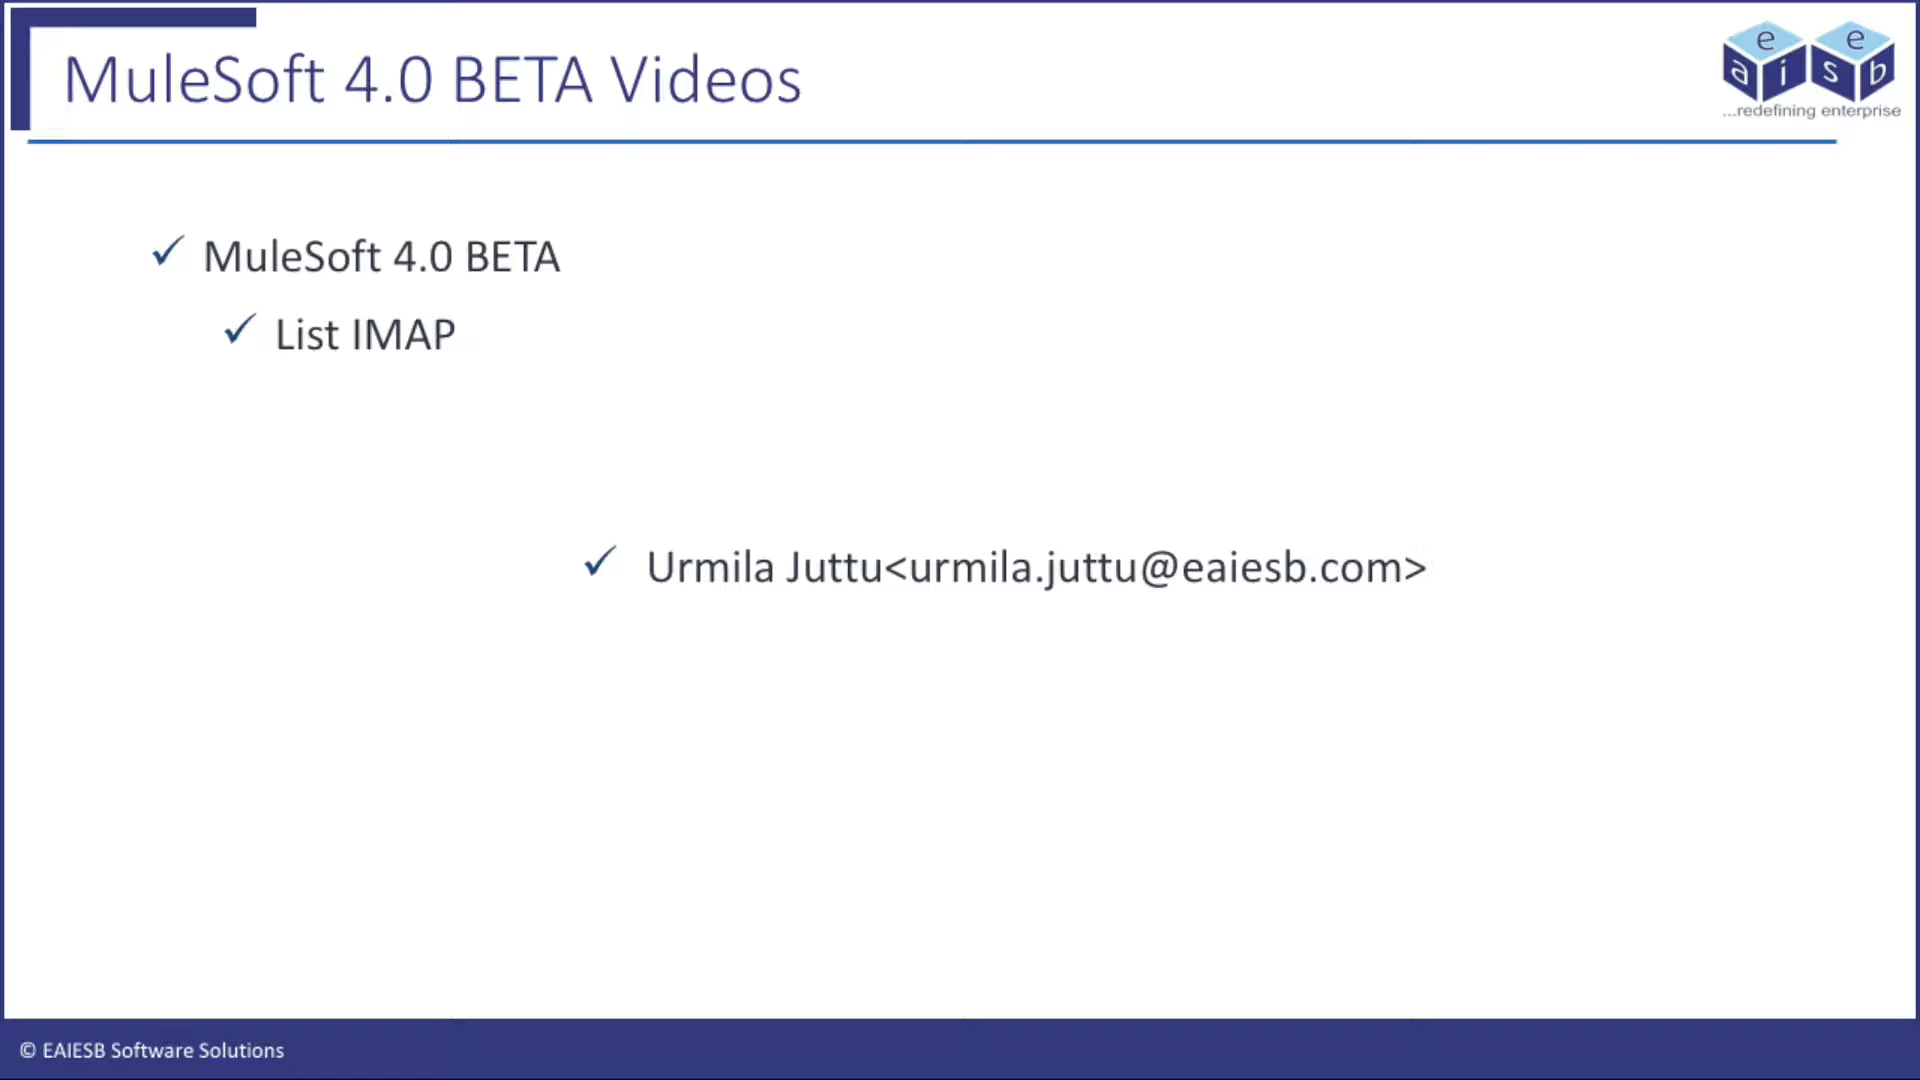 MuleSoft 4.0 BETA Videos
e e
a i s b
...redefining enterprise
MuleSoft 4.0 BETA
List IMAP
Urmila Juttu<urmila.juttu@eaiesb.com>
© EAIESB Software Solutions